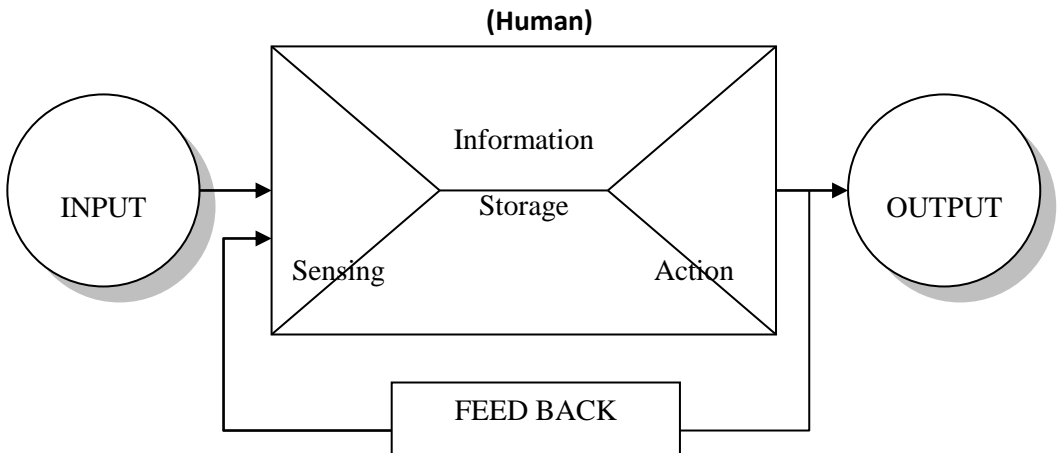 (Human)
Information
INPUT
Storage
OUTPUT
Sensing
Action
FEED BACK